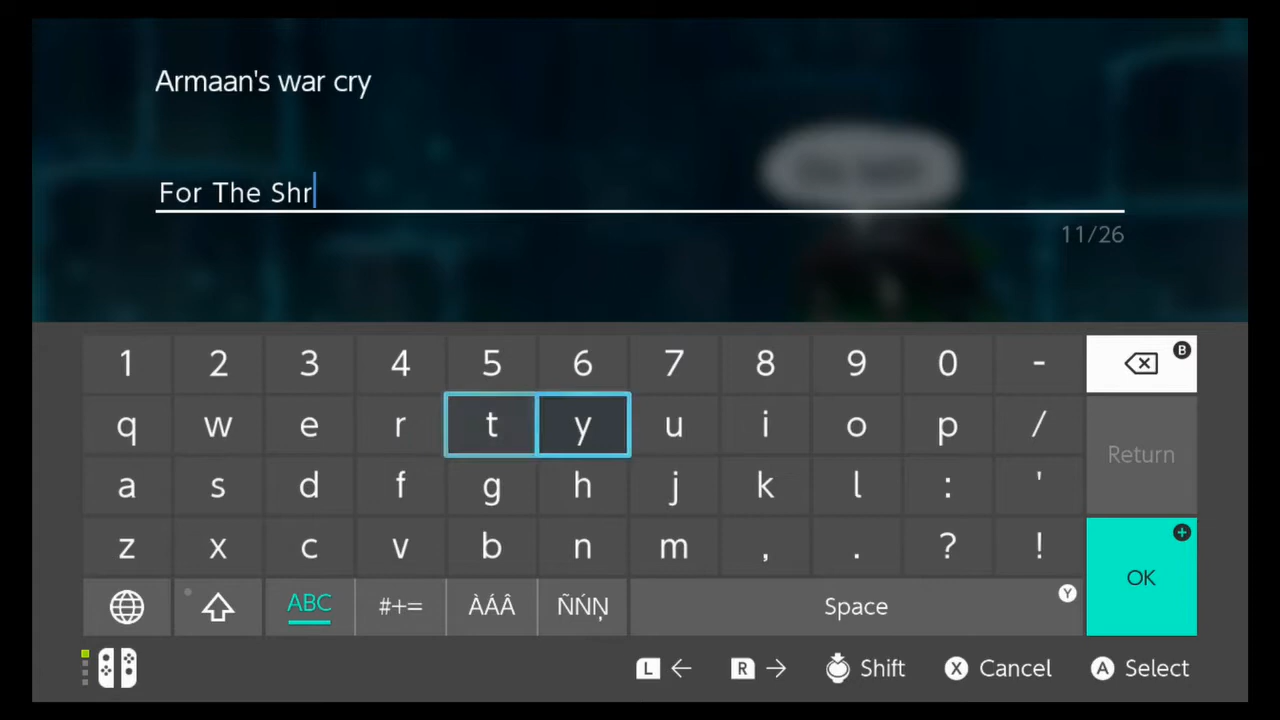 Armaan's war cry
For The Shr
11/26
1 2 3 4 5 6 7 8 9 0 - B
q w e r t y u i o p /
Return
a s d f g h j k l : '
z x c v b n m , . ? ! + OK
ABC #+= ÀÁÂ ÑŃŅ Space Y
L ← R → Shift X Cancel A Select